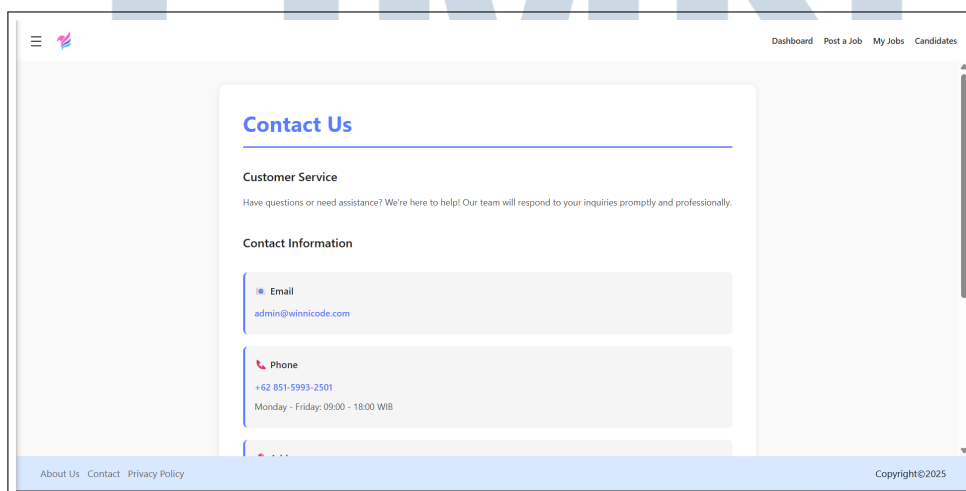 Dashboard Post a Job My Jobs Candidates
Contact Us
Customer Service
Have questions or need assistance? We're here to help! Our team will respond to your inquiries promptly and professionally.
Contact Information
Email
admin@winnicode.com
Phone
+62 851-5993-2501
Monday - Friday: 09:00 - 18:00 WIB
About Us Contact Privacy Policy
Copyright©2025